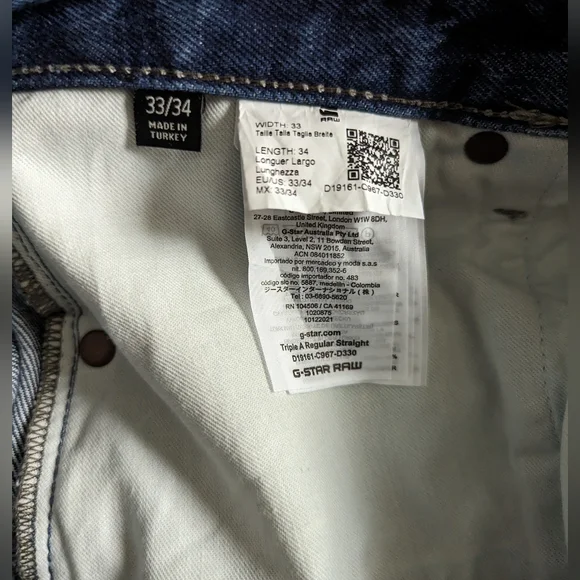 33/34
MADE IN
TURKEY
RAW
WIDTH: 33
Taille Talla Taglia Breite
LENGTH: 34
Longuer Largo
Lunghezza
EU/US: 33/34
MX: 33/34
D19161-C967-D330
27-28 Eastcastle Street, London W1W 8DH,
United Kingdom
G-Star Australia Pty Ltd
Suite 3, Level 2, 11 Bowden Street,
Alexandria, NSW 2015, Australia
ACN 084011852
Importado por mercadeo y moda s.a.s
nit. 800.169.352-6
código importador no. 483
código sic no. 5887, medellin - Colombia
ジースターインターナショナル(株)
Tel : 03-5890-5620
RN 104506 / CA 41169
1020675
10122021
g-star.com
Triple A Regular Straight
D19161-C967-D330
G-STAR RAW